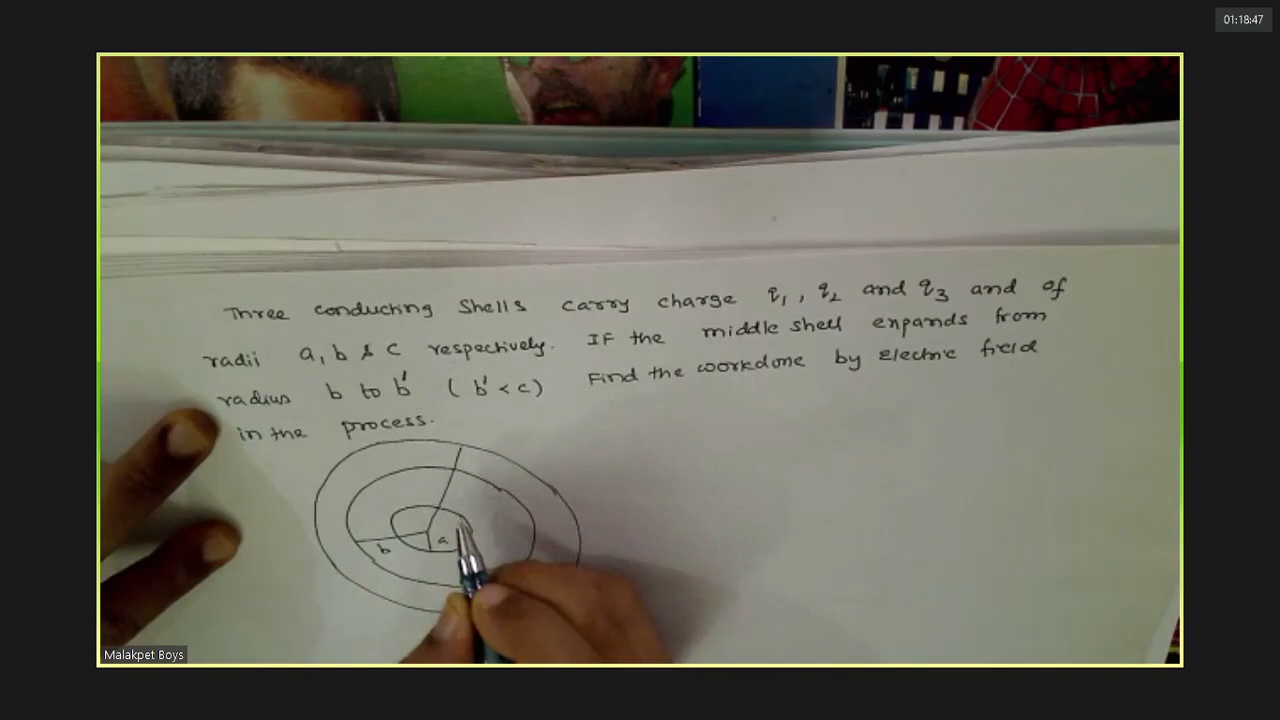 01:18:47
Three conducting Shells carry charge q1, q2 and q3 and of
radii a, b & c respectively. IF the middle shell expands from
radius b to b' ( b' < c) Find the workdone by Electric field
in the process.
b a
Malakpet Boys